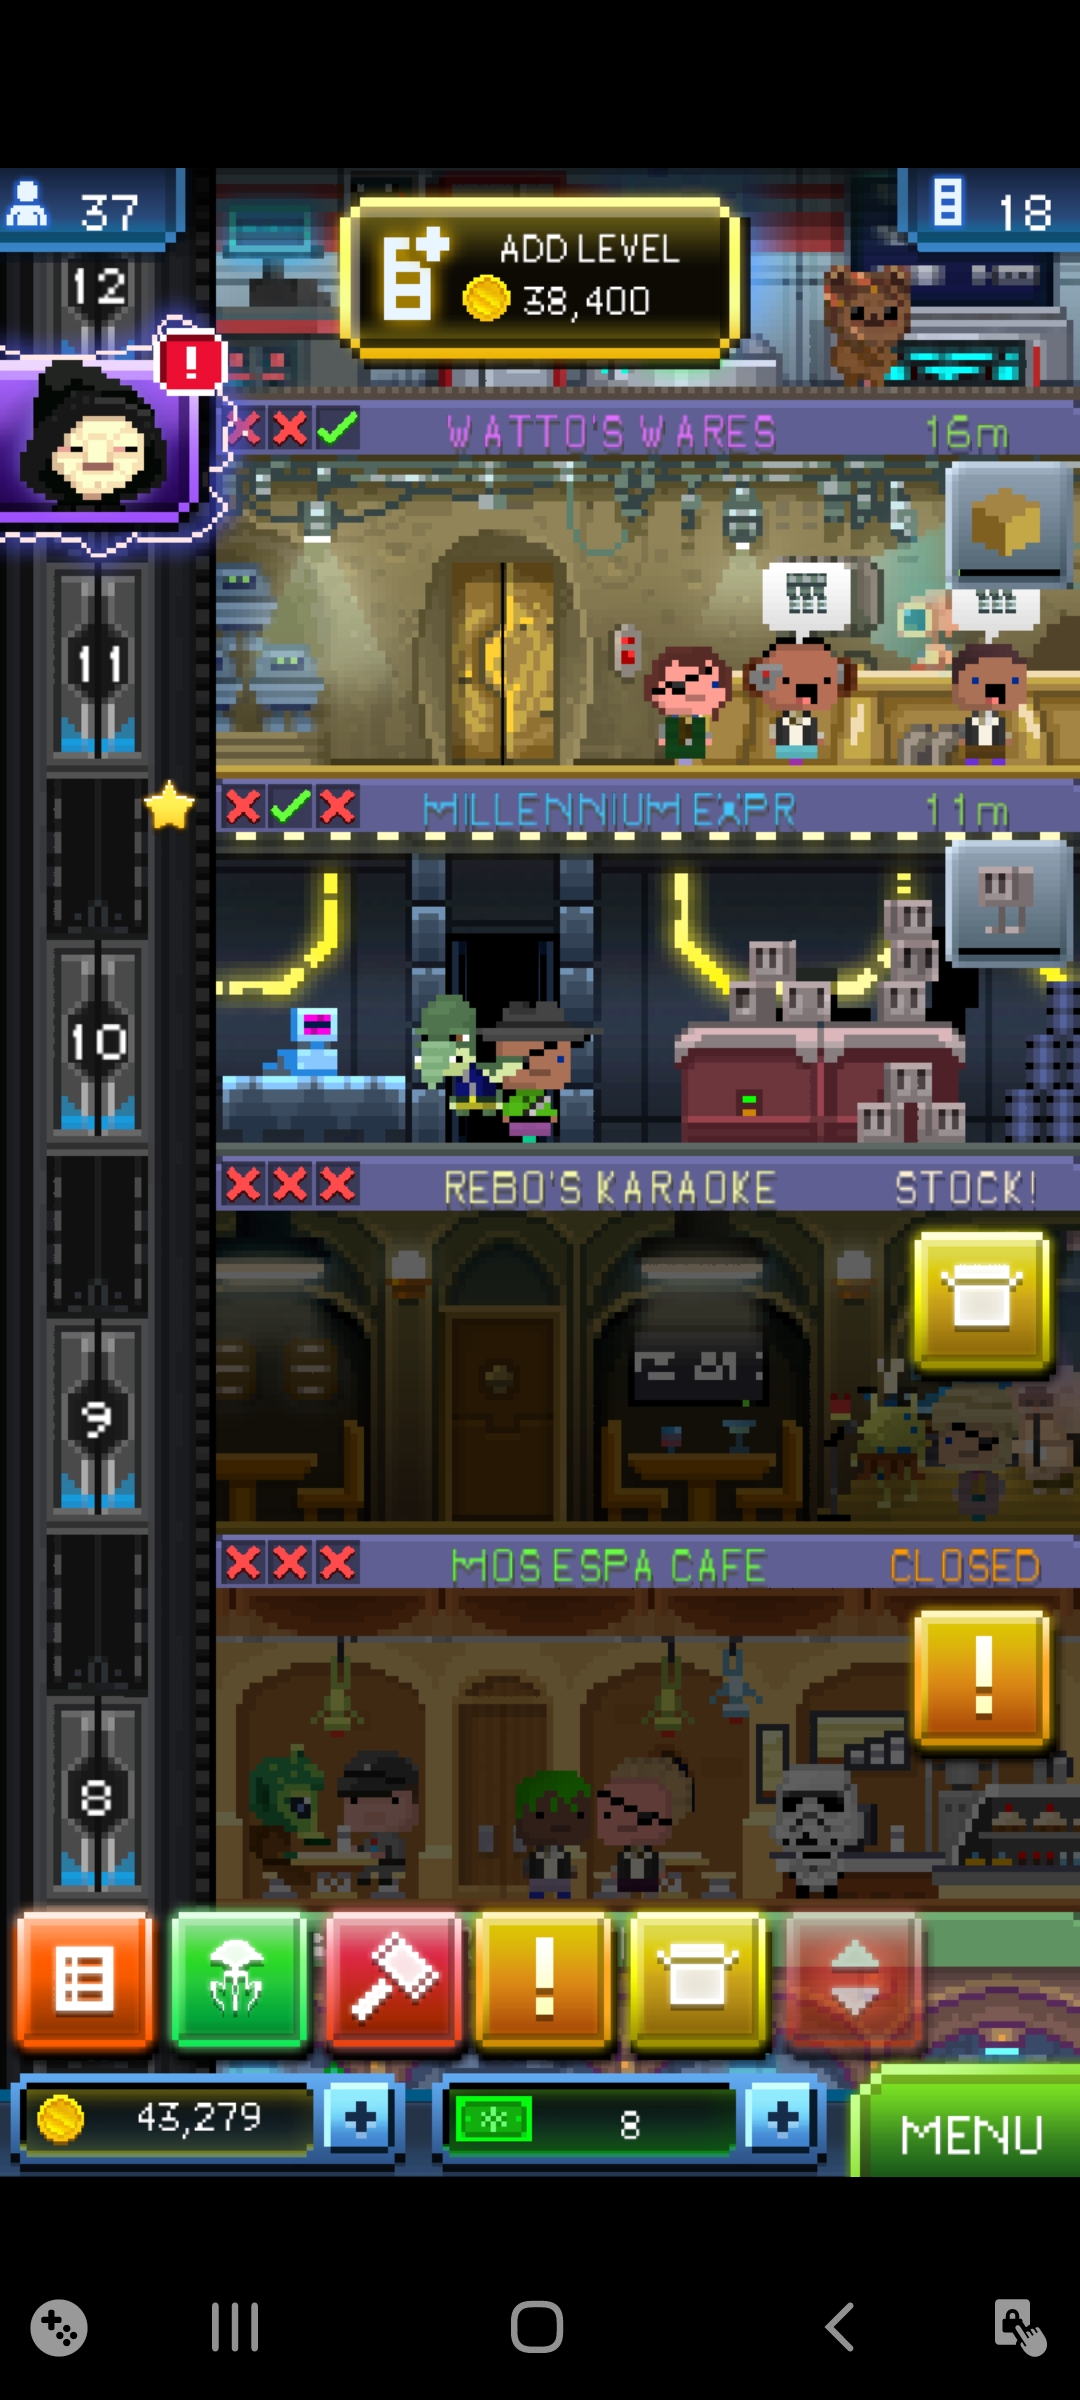 37
ADD LEVEL
38,400
18
12
!
WATTO'S WARES 16m
11
MILLENNIUM EXPR 11m
10
REBO'S KARAOKE STOCK!
9
MOS ESPA CAFE CLOSED
!
8
!
43,279
+
8
+
MENU